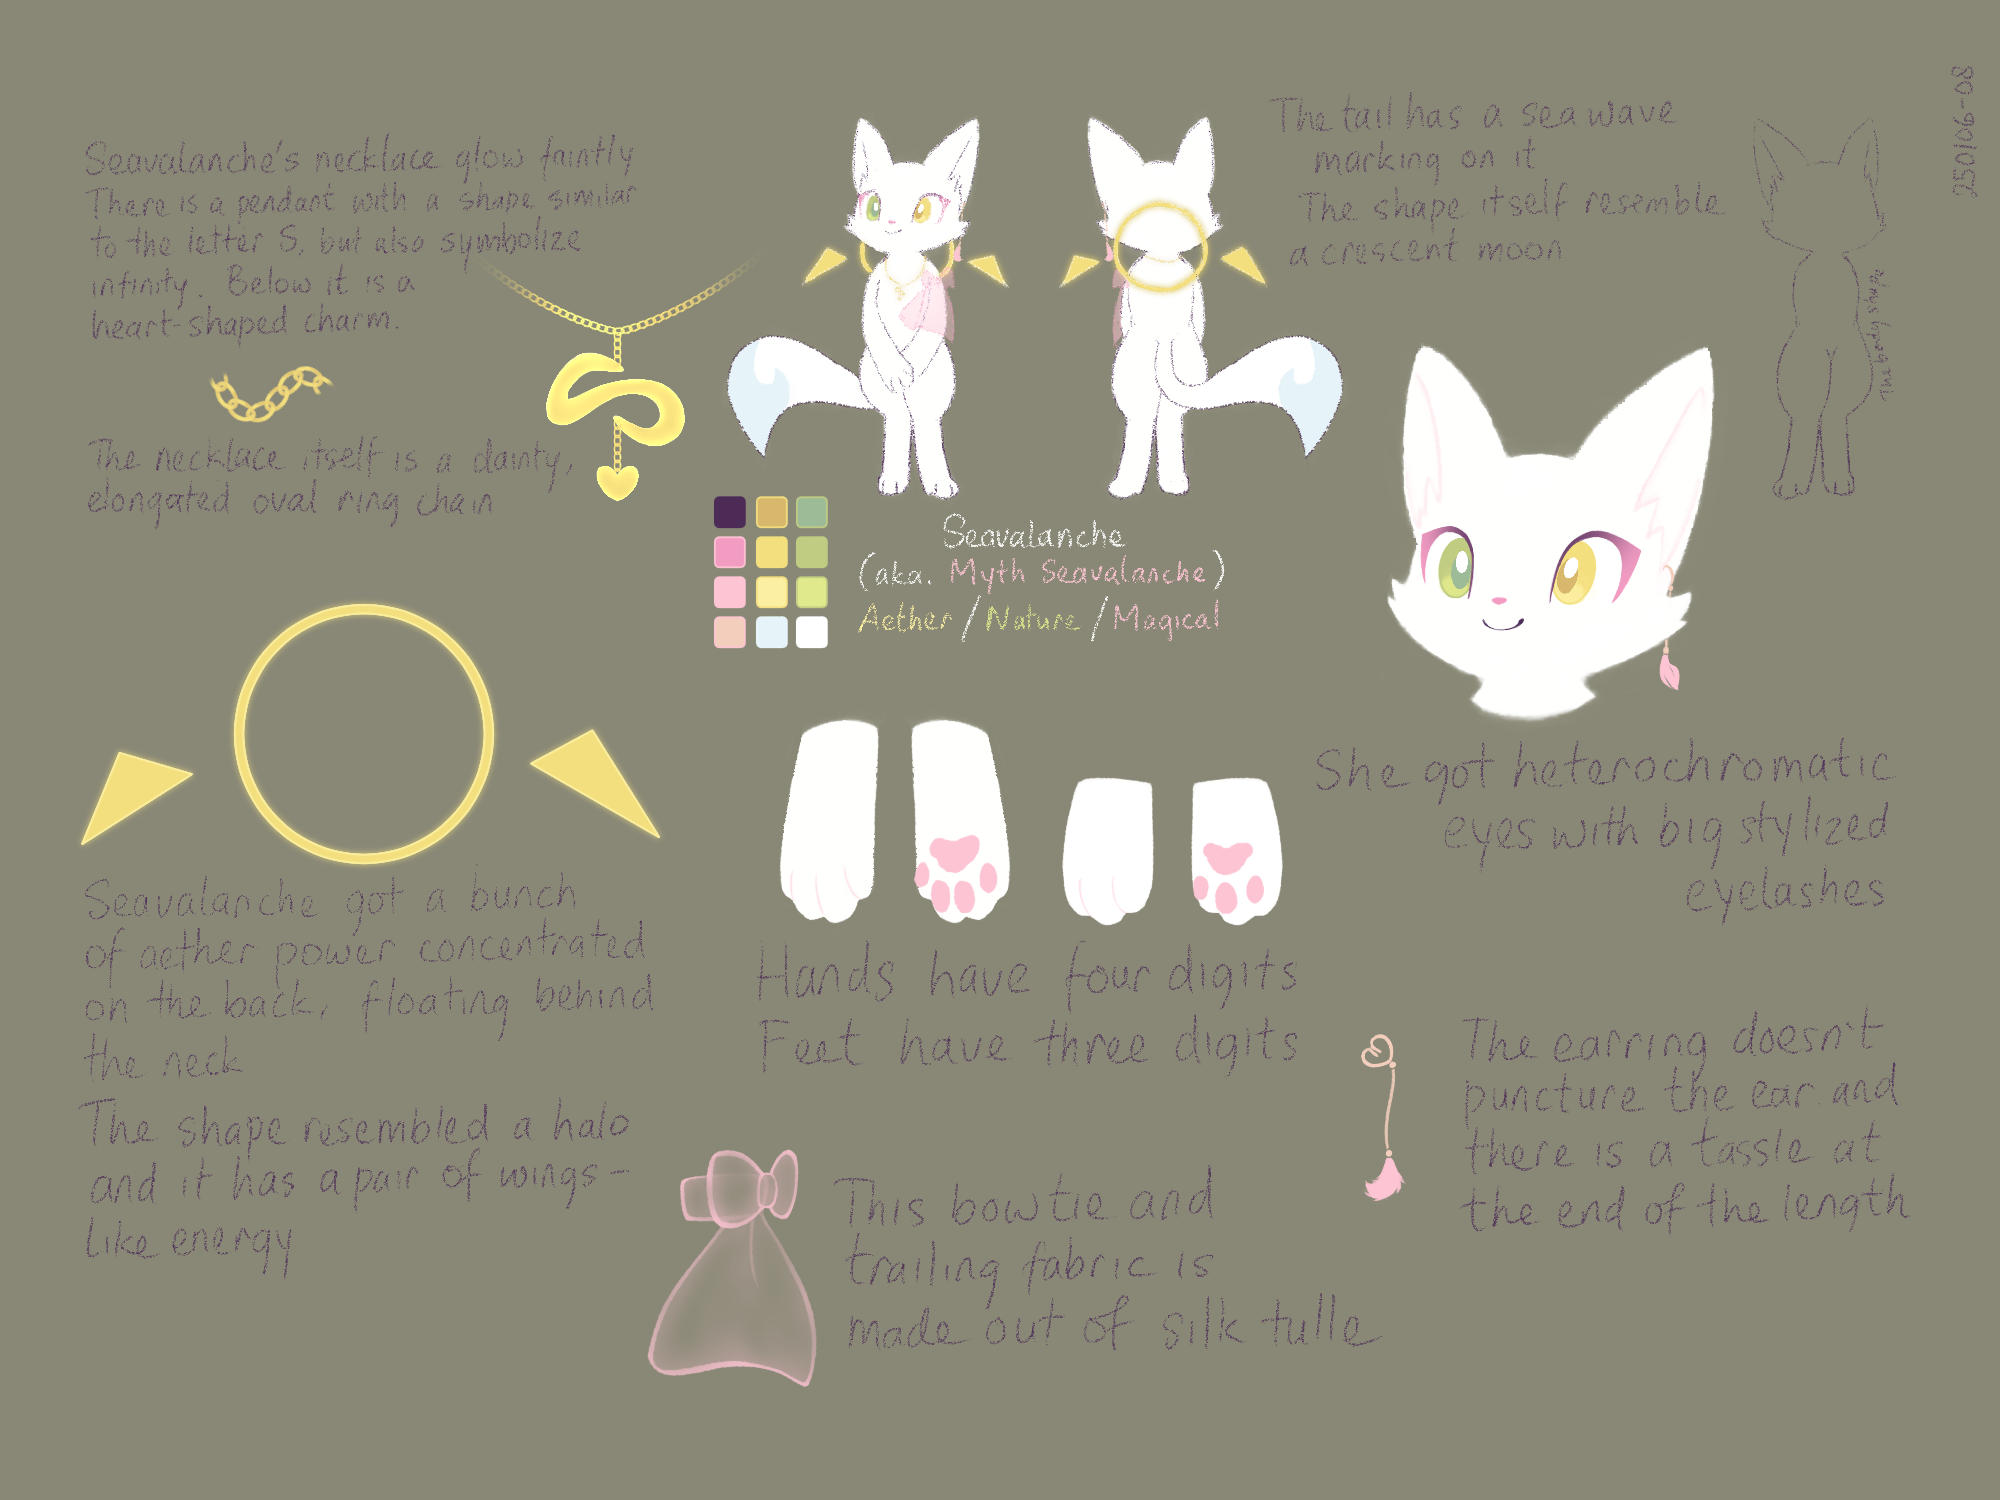 Seavalanche's necklace glow faintly
There is a pendant with a shape similar
to the letter S, but also symbolize
infinity. Below it is a
heart-shaped charm.
The necklace itself is a dainty,
elongated oval ring chain
The tail has a sea wave
marking on it
The shape itself resemble
a crescent moon
250106-08
The body shape
Seavalanche
(aka. Myth Seavalanche)
Aether / Nature / Magical
She got heterochromatic
eyes with big stylized
eyelashes
Seavalanche got a bunch
of aether power concentrated
on the back, floating behind
the neck
The shape resembled a halo
and it has a pair of wings-
like energy
Hands have four digits
Feet have three digits
The earring doesn't
puncture the ear and
there is a tassle at
the end of the length
This bowtie and
trailing fabric is
made out of silk tulle